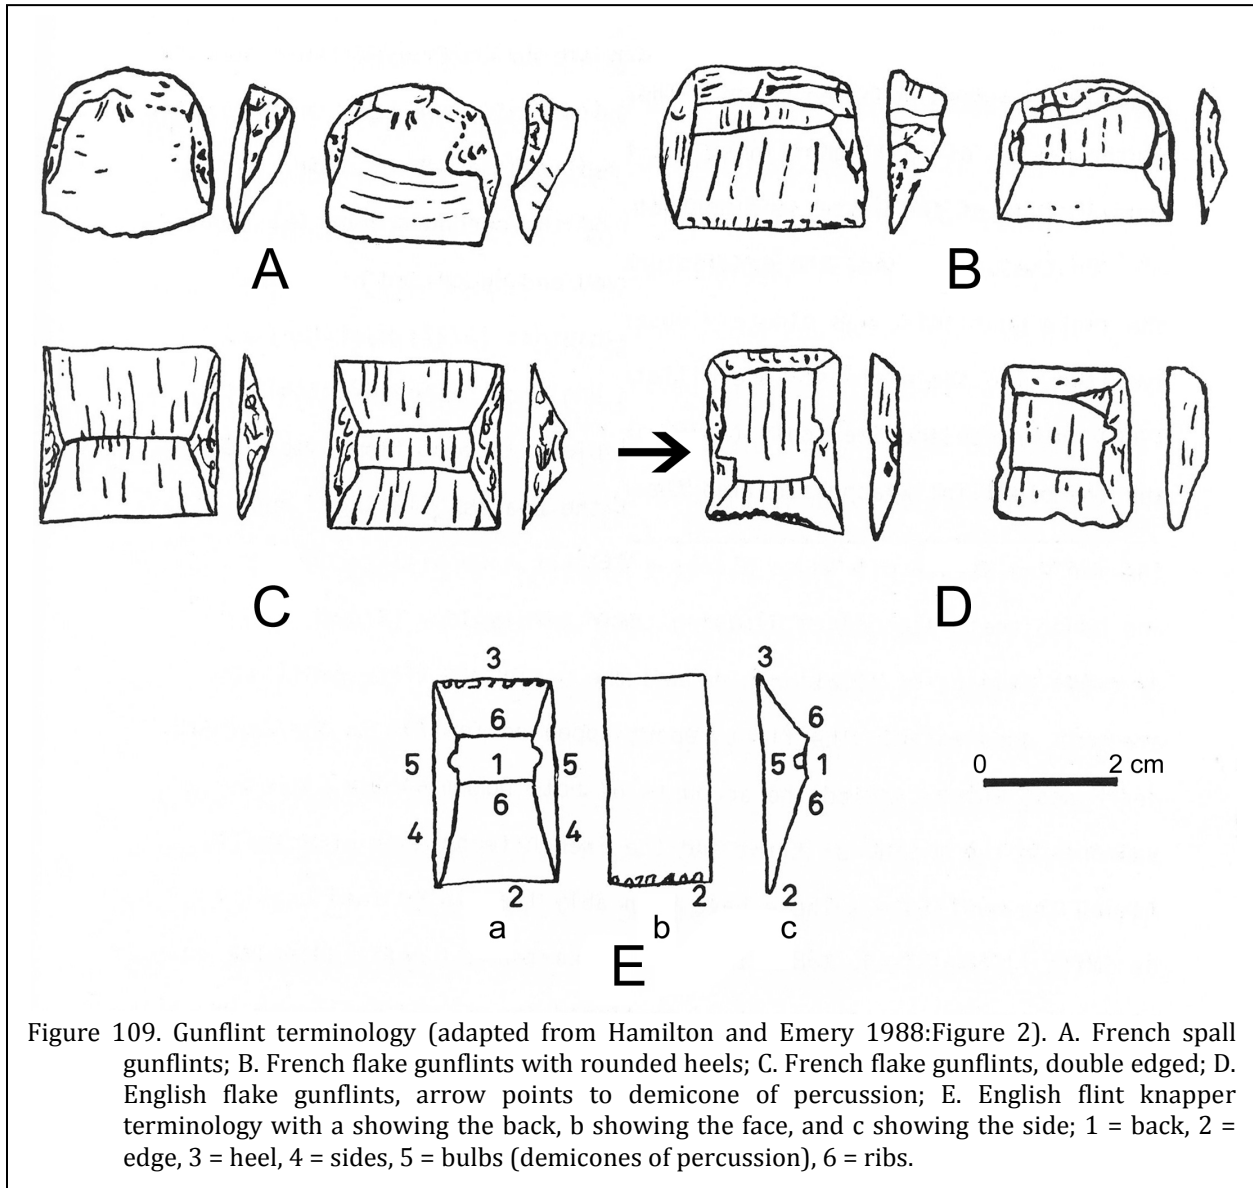 A
B
C
D
3
6
5
1
5
6
4
4
2
a
2
b
3
6
5
1
6
2
c
E
0
2 cm
Figure 109. Gunflint terminology (adapted from Hamilton and Emery 1988:Figure 2). A. French spall
gunflints; B. French flake gunflints with rounded heels; C. French flake gunflints, double edged; D.
English flake gunflints, arrow points to demicone of percussion; E. English flint knapper
terminology with a showing the back, b showing the face, and c showing the side; 1 = back, 2 =
edge, 3 = heel, 4 = sides, 5 = bulbs (demicones of percussion), 6 = ribs.